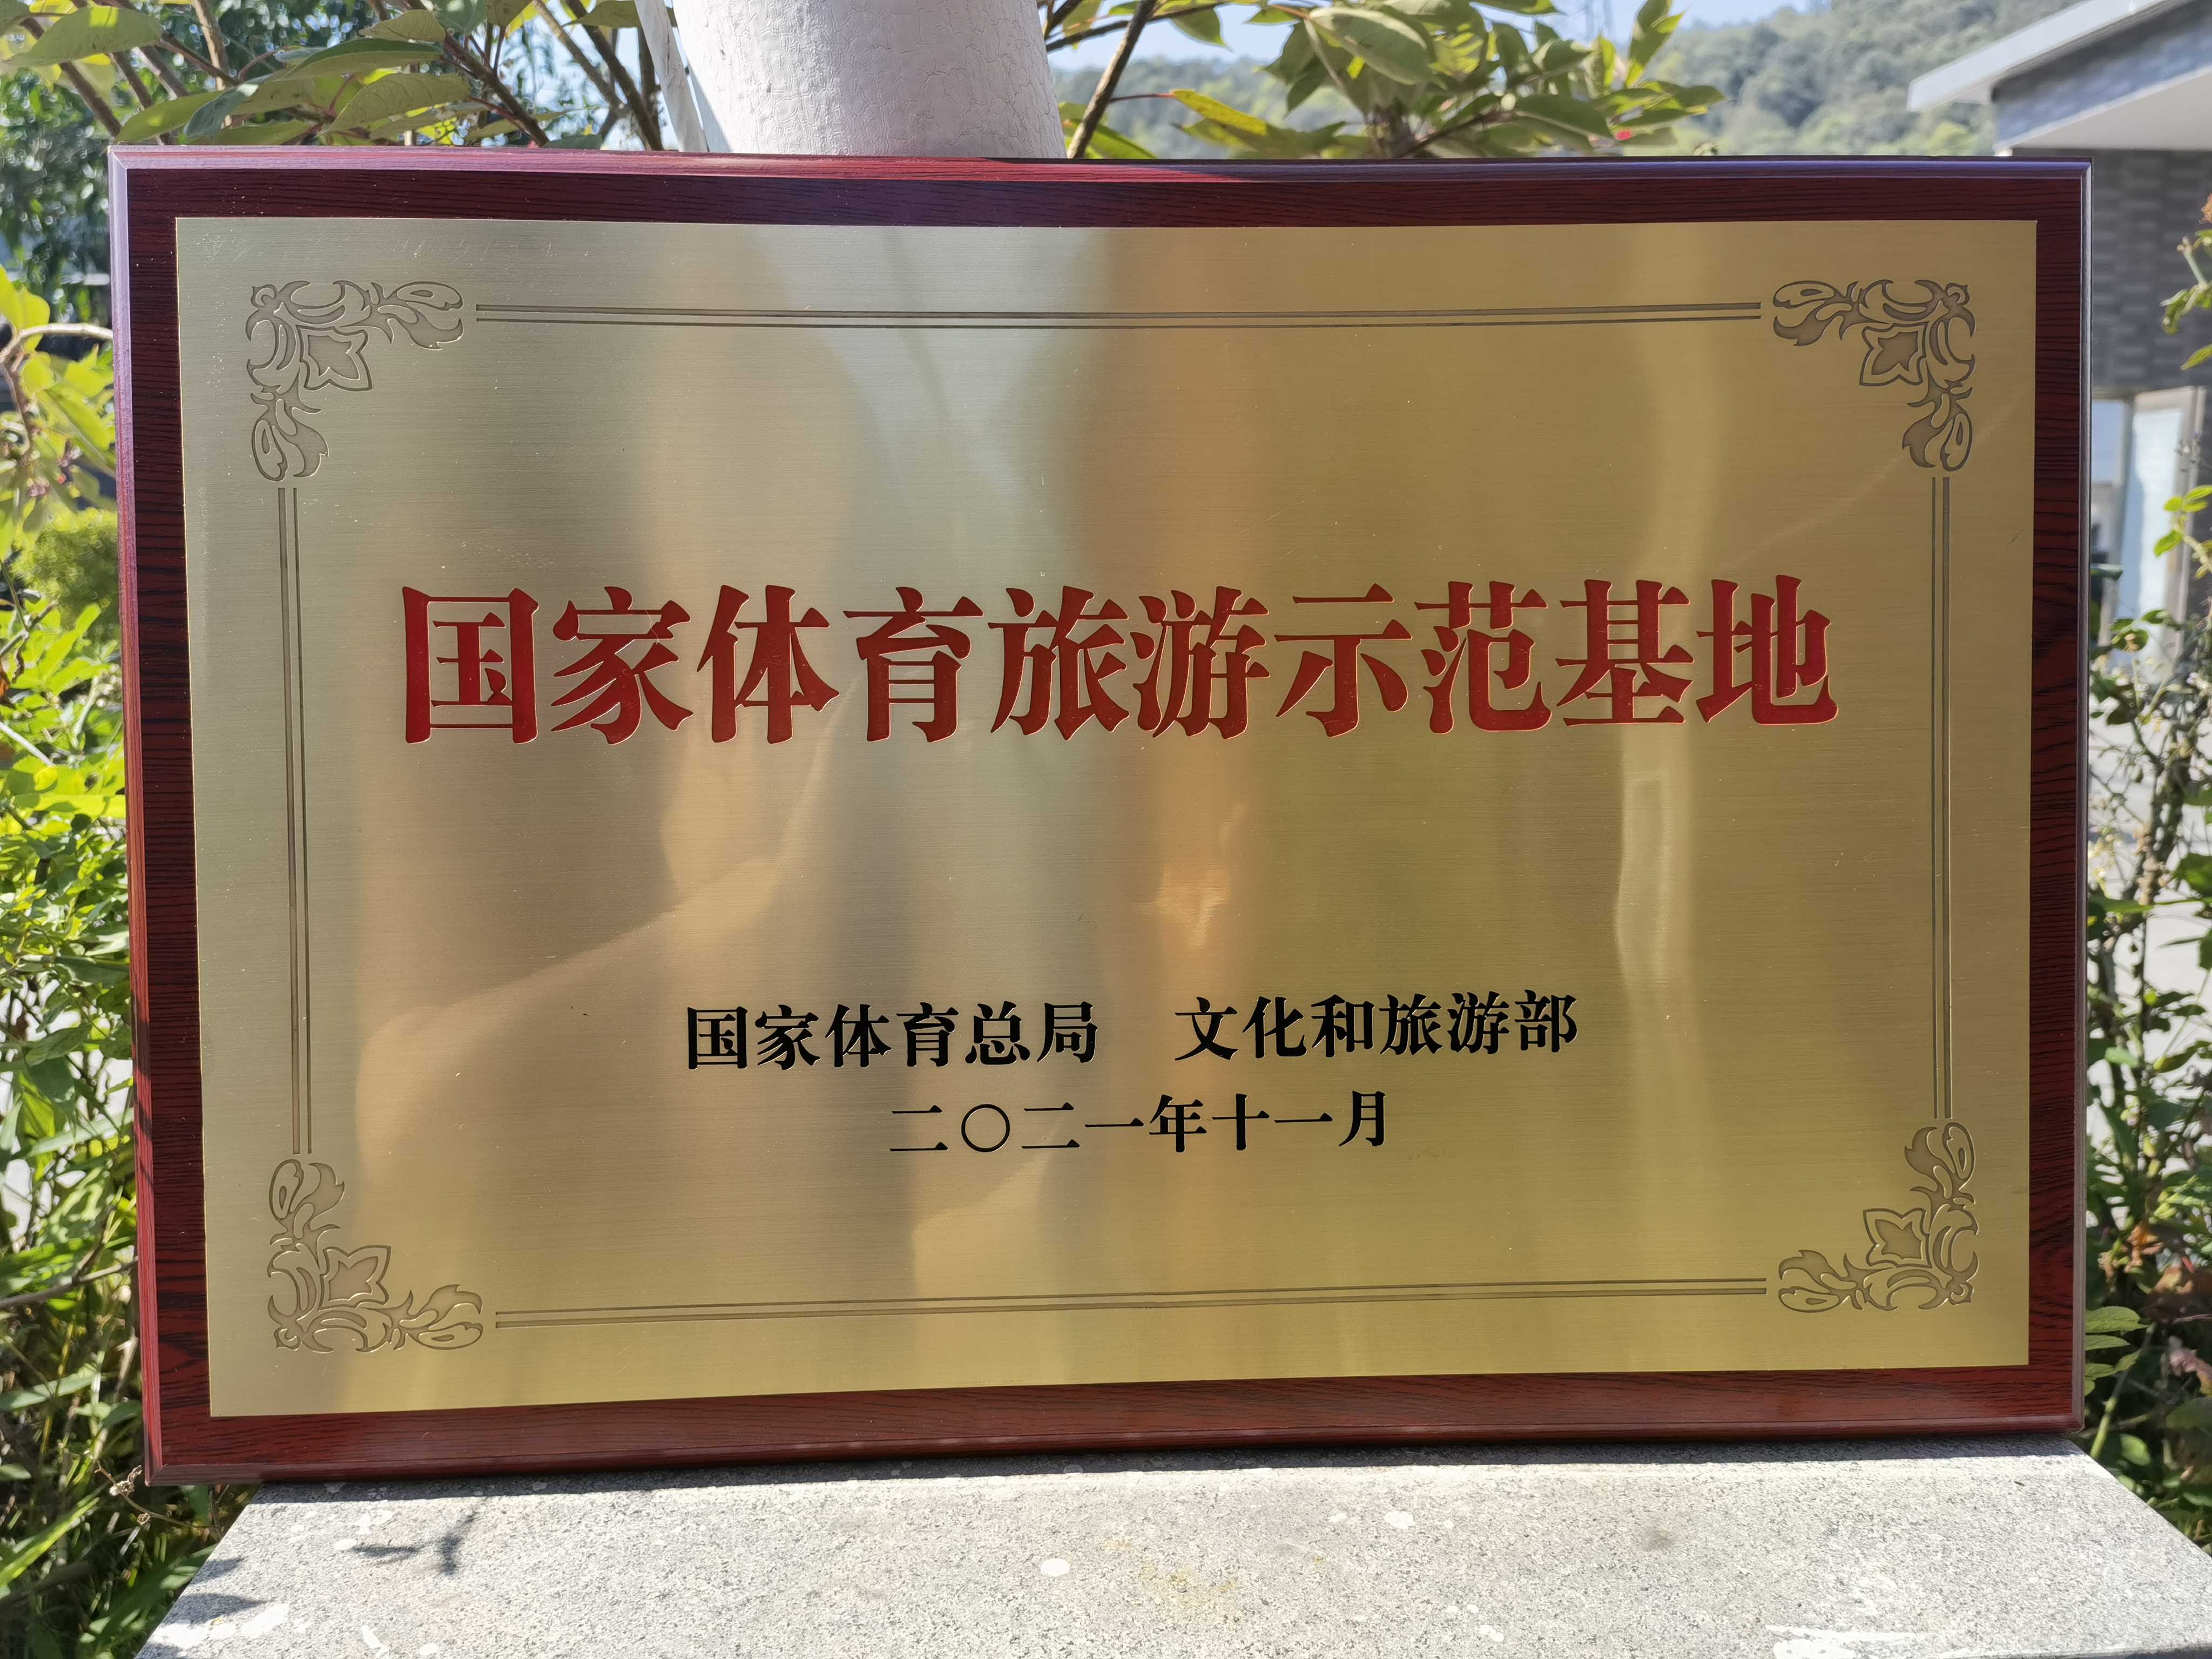 国家体育旅游示范基地
国家体育总局 文化和旅游部
二〇二一年十一月